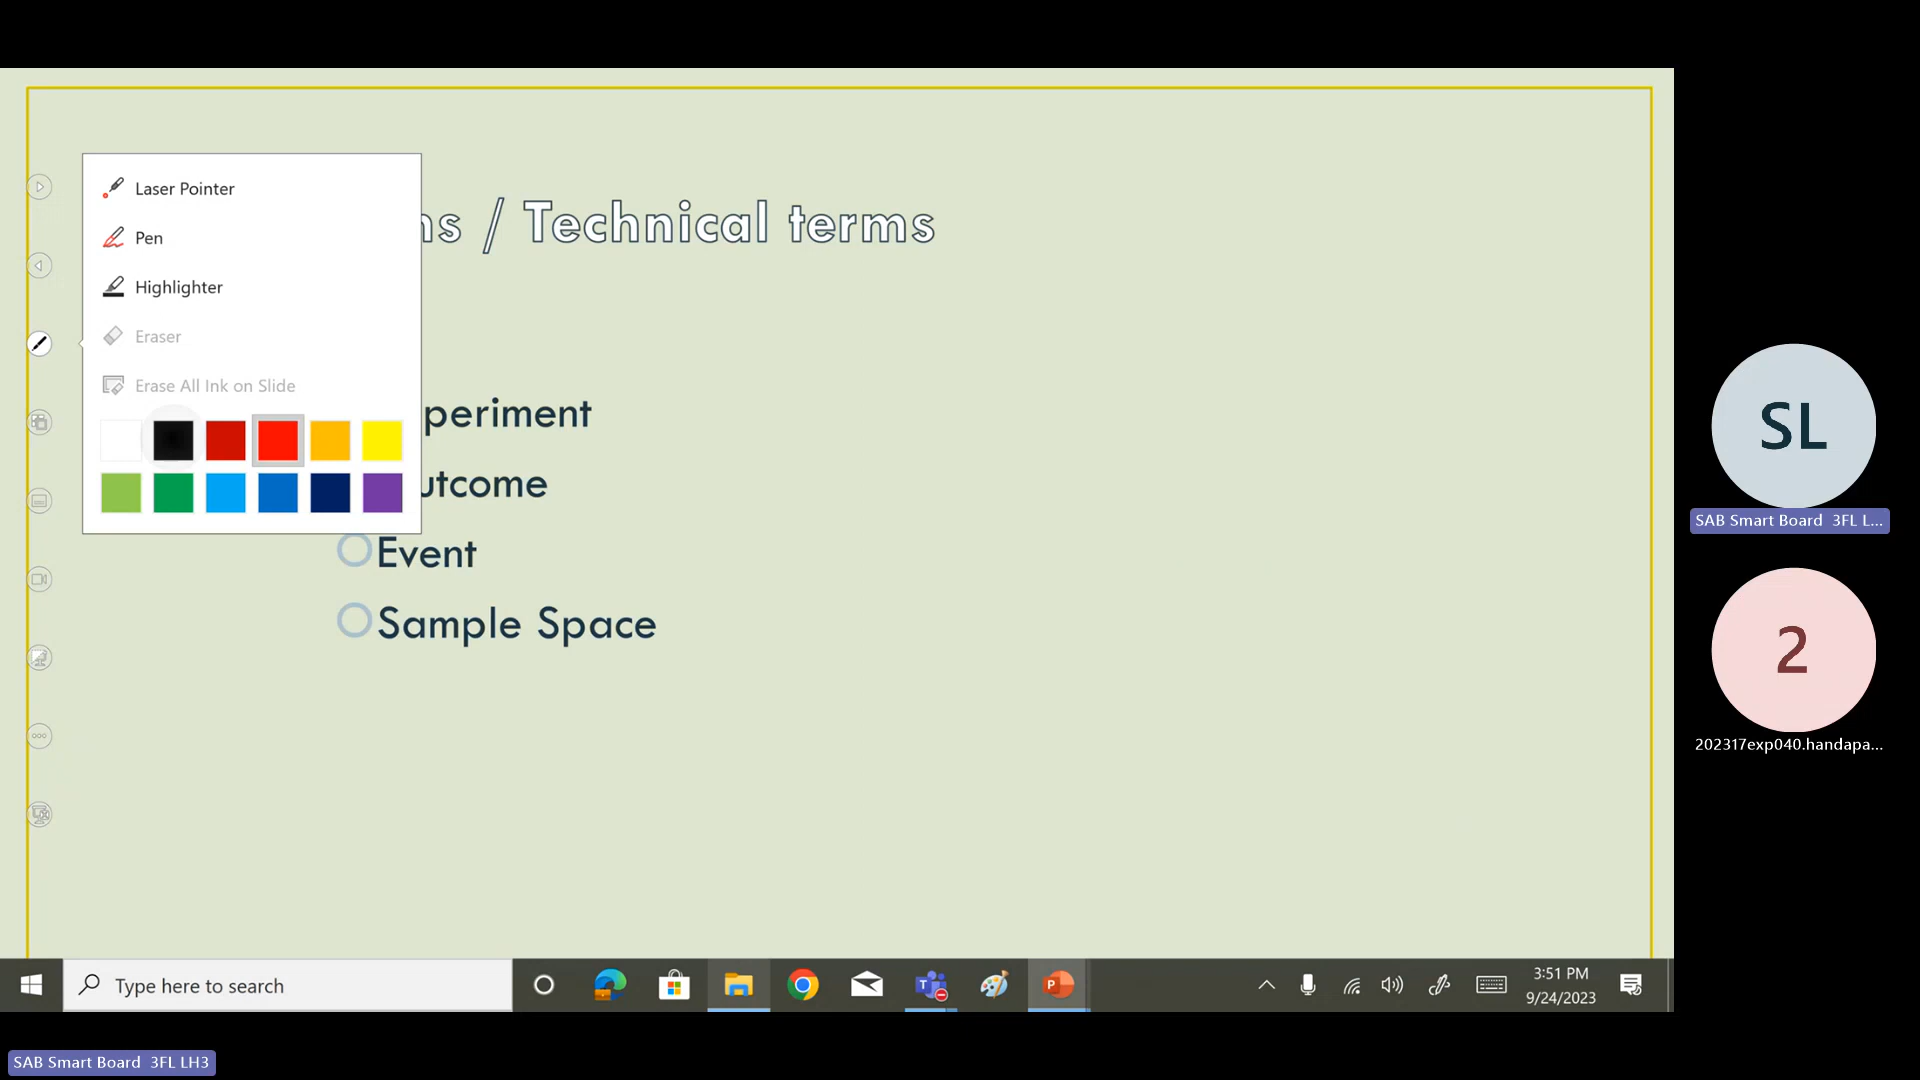 Laser Pointer
Pen
Highlighter
Eraser
Erase All Ink on Slide
ns / Technical terms
periment
utcome
Event
Sample Space
SL
SAB Smart Board 3FL L...
2
202317exp040.handapa...
Type here to search
3:51 PM
9/24/2023
SAB Smart Board 3FL LH3